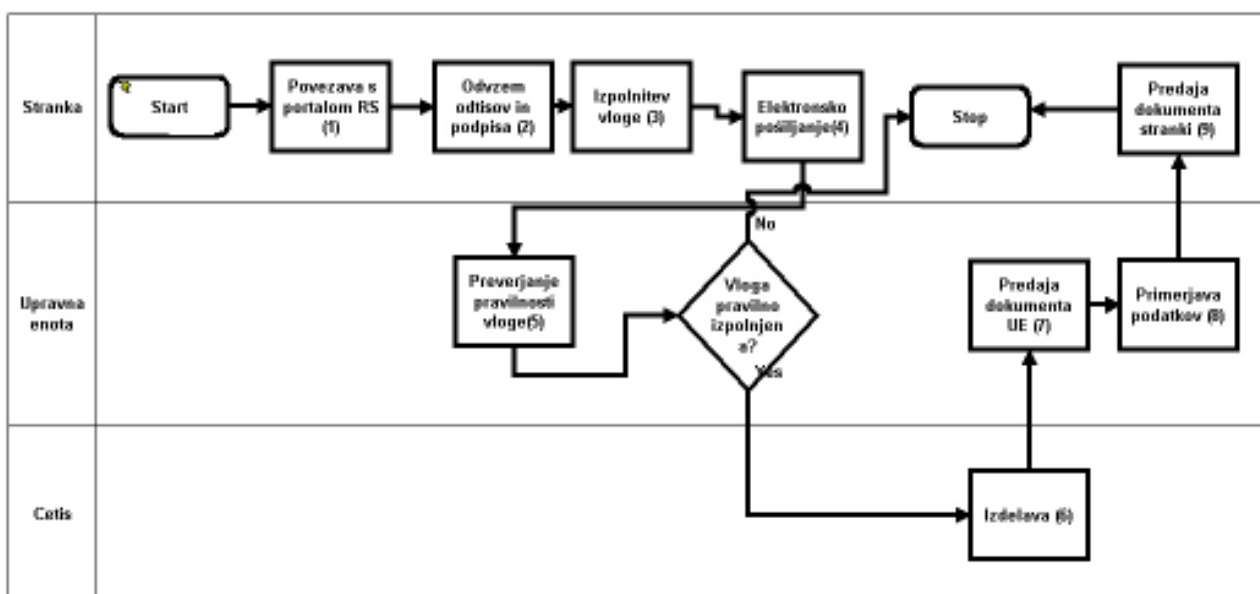 Stranka
Start
Povezava s
portalom RS
(1)
Odvzem
odtisov in
podpisa (2)
Izpolnitev
vloge (3)
Elektronsko
pošiljanje(4)
Stop
Predaja
dokumenta
stranki (9)
Upravna
enota
Preverjanje
pravilnosti
vloge(5)
No
Vloga
pravilno
izpolnjen
a?
Yes
Predaja
dokumenta
UE (7)
Primerjava
podatkov (8)
Cetis
Izdelava (6)